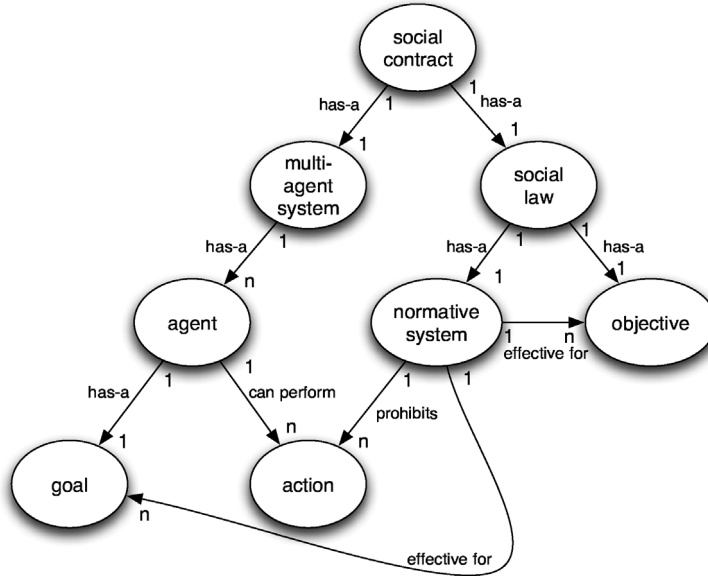 social
contract
1
1
has-a
has-a
1
1
multi-
agent
system
social
law
1
1
1
has-a
has-a
has-a
n
1
1
agent
normative
system
objective
1
n
effective for
1
1
1
1
has-a
can perform
prohibits
1
n
n
goal
action
n
effective for